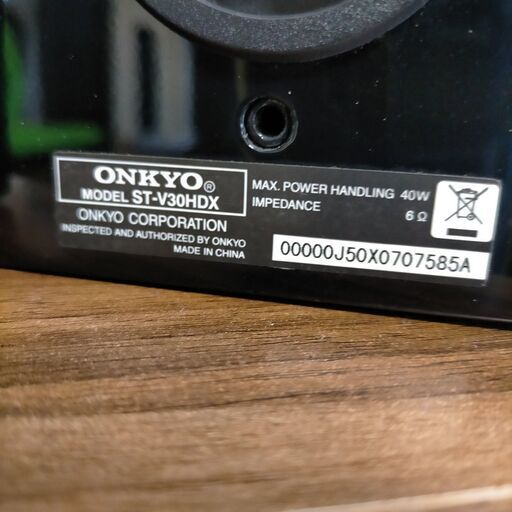 ONKYO®
MODEL ST-V30HDX
ONKYO CORPORATION
INSPECTED AND AUTHORIZED BY ONKYO
MADE IN CHINA
MAX. POWER HANDLING 40W
IMPEDANCE 6 Ω
00000J50X0707585A